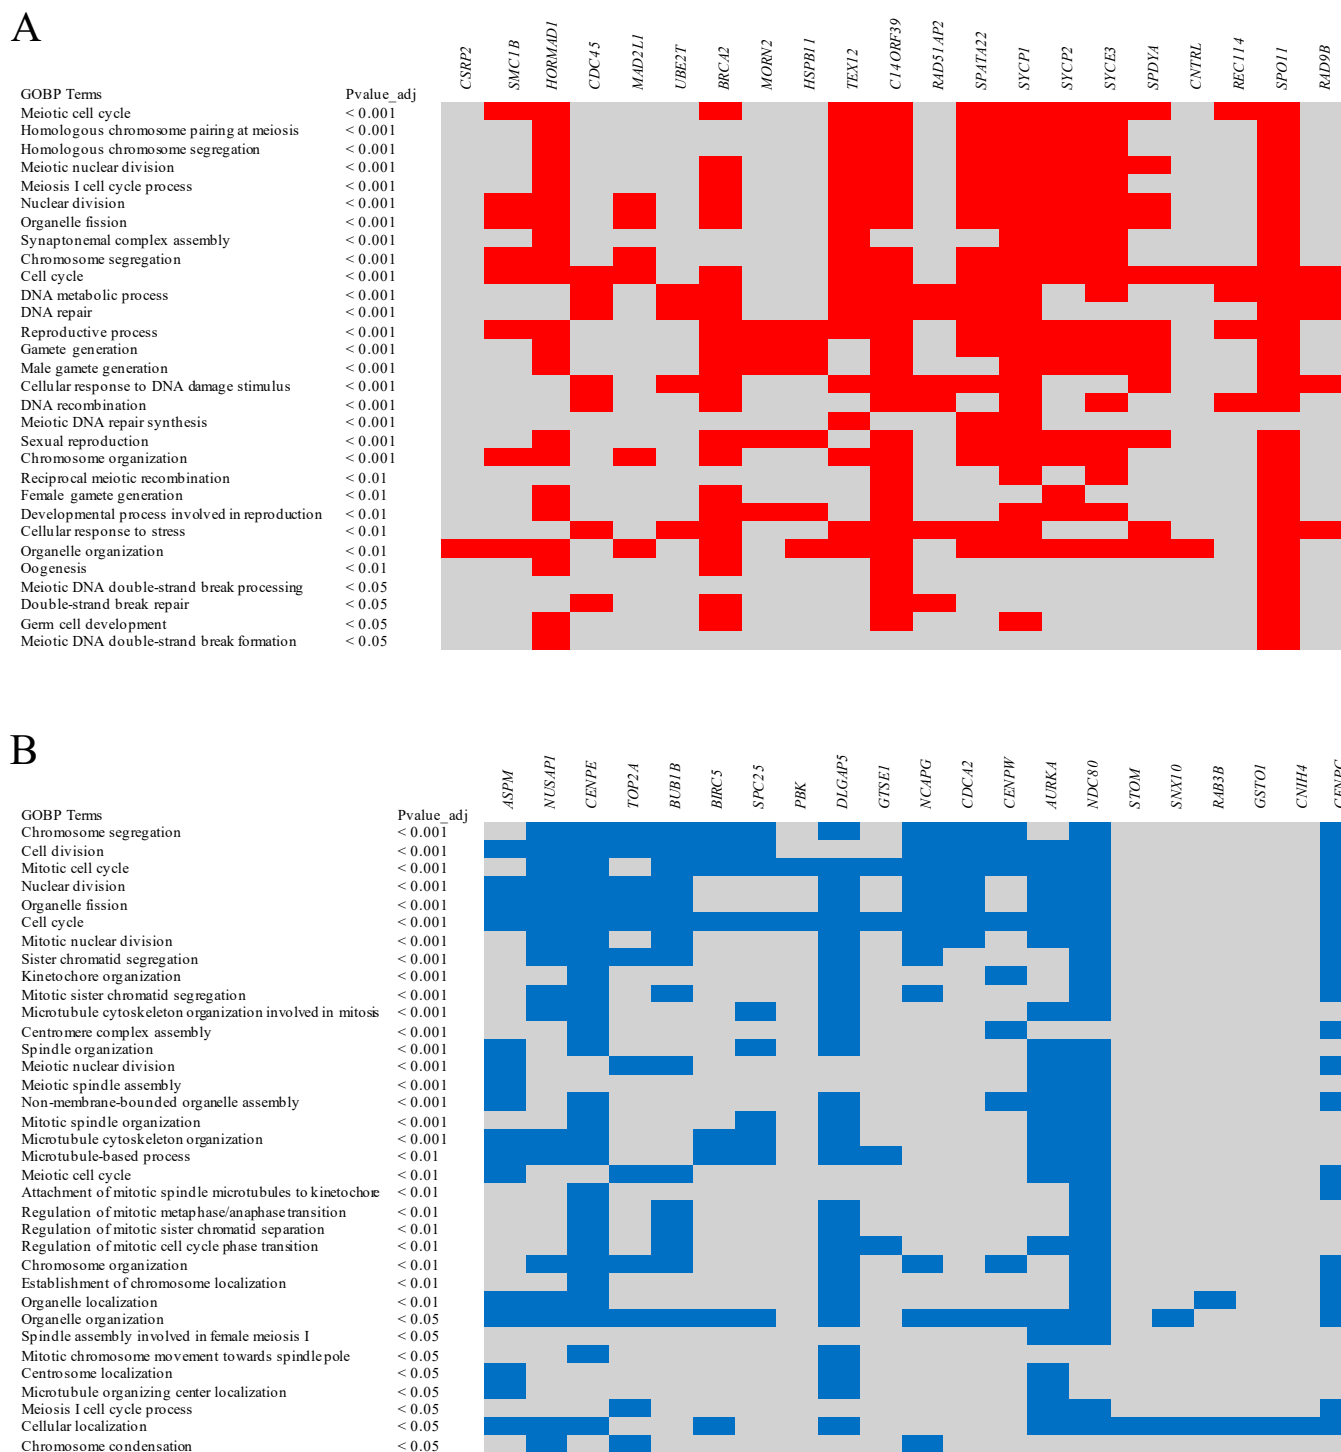 A
CSRP2 SMC1B HORMAD1 CDC45 MAD2L1 UBE2T BRCA2 MORN2 HSPB11 TEX12 C14ORF39 RAD51AP2 SPATA22 SYCP1 SYCP2 SYCE3 SPDYA CNTRL REC114 SPO11 RAD9B
GOBP Terms Pvalue_adj
Meiotic cell cycle < 0.001
Homologous chromosome pairing at meiosis < 0.001
Homologous chromosome segregation < 0.001
Meiotic nuclear division < 0.001
Meiosis I cell cycle process < 0.001
Nuclear division < 0.001
Organelle fission < 0.001
Synaptonemal complex assembly < 0.001
Chromosome segregation < 0.001
Cell cycle < 0.001
DNA metabolic process < 0.001
DNA repair < 0.001
Reproductive process < 0.001
Gamete generation < 0.001
Male gamete generation < 0.001
Cellular response to DNA damage stimulus < 0.001
DNA recombination < 0.001
Meiotic DNA repair synthesis < 0.001
Sexual reproduction < 0.001
Chromosome organization < 0.001
Reciprocal meiotic recombination < 0.01
Female gamete generation < 0.01
Developmental process involved in reproduction < 0.01
Cellular response to stress < 0.01
Organelle organization < 0.01
Oogenesis < 0.01
Meiotic DNA double-strand break processing < 0.05
Double-strand break repair < 0.05
Germ cell development < 0.05
Meiotic DNA double-strand break formation < 0.05
B
ASPM NUSAP1 CENPE TOP2A BUB1B BIRC5 SPC25 PBK DLGAP5 GTSE1 NCAPG CDCA2 CENPW AURKA NDC80 STOM SNX10 RAB3B GSTO1 CNIH4
GOBP Terms Pvalue_adj
Chromosome segregation < 0.001
Cell division < 0.001
Mitotic cell cycle < 0.001
Nuclear division < 0.001
Organelle fission < 0.001
Cell cycle < 0.001
Mitotic nuclear division < 0.001
Sister chromatid segregation < 0.001
Kinetochore organization < 0.001
Mitotic sister chromatid segregation < 0.001
Microtubule cytoskeleton organization involved in mitosis < 0.001
Centromere complex assembly < 0.001
Spindle organization < 0.001
Meiotic nuclear division < 0.001
Meiotic spindle assembly < 0.001
Non-membrane-bounded organelle assembly < 0.001
Mitotic spindle organization < 0.001
Microtubule cytoskeleton organization < 0.001
Microtubule-based process < 0.01
Meiotic cell cycle < 0.01
Attachment of mitotic spindle microtubules to kinetochore < 0.01
Regulation of mitotic metaphase/anaphase transition < 0.01
Regulation of mitotic sister chromatid separation < 0.01
Regulation of mitotic cell cycle phase transition < 0.01
Chromosome organization < 0.01
Establishment of chromosome localization < 0.01
Organelle localization < 0.01
Organelle organization < 0.05
Spindle assembly involved in female meiosis I < 0.05
Mitotic chromosome movement towards spindle pole < 0.05
Centrosome localization < 0.05
Microtubule organizing center localization < 0.05
Meiosis I cell cycle process < 0.05
Cellular localization < 0.05
Chromosome condensation < 0.05